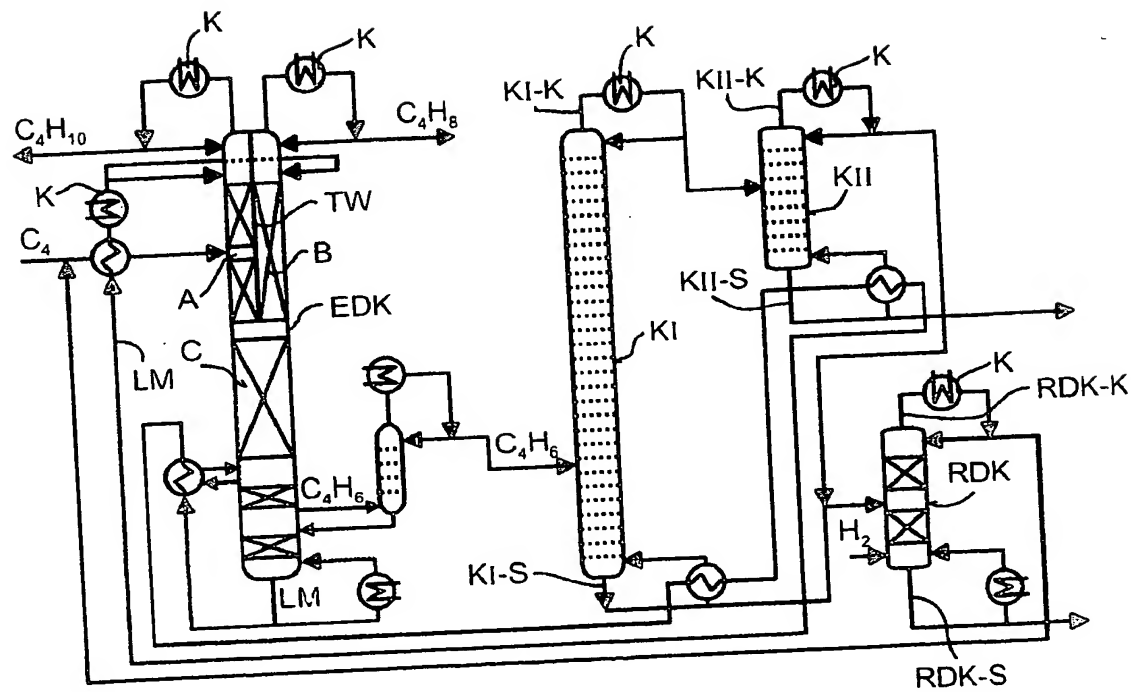 K
K
K
KII-K
K
KI-K
C₄H₁₀
C₄H₈
K
KII
TW
C₄
B
A
KII-S
EDK
KI
LM
C
K
RDK-K
C₄H₆
RDK
C₄H₆
H₂
KI-S
LM
RDK-S